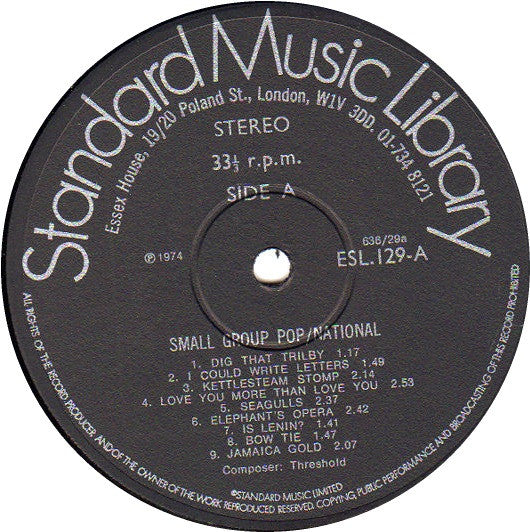 Standard Music Library
Essex House, 19/20 Poland St., London, W1V 3DD. 01-734 8121
STEREO
33⅓ r.p.m.
SIDE A
℗ 1974
636/29a
ESL.129-A
SMALL GROUP POP/NATIONAL
1. DIG THAT TRILBY 1.17
2. I COULD WRITE LETTERS 1.49
3. KETTLESTEAM STOMP 2.14
4. LOVE YOU MORE THAN LOVE YOU 2.53
5. SEAGULLS 2.37
6. ELEPHANT'S OPERA 2.42
7. IS LENIN? 1.41
8. BOW TIE 1.47
9. JAMAICA GOLD 2.07
Composer: Threshold
©STANDARD MUSIC LIMITED
ALL RIGHTS OF THE RECORD PRODUCER AND OF THE OWNER OF THE WORK REPRODUCED RESERVED. COPYING, PUBLIC PERFORMANCE AND BROADCASTING OF THIS RECORD PROHIBITED